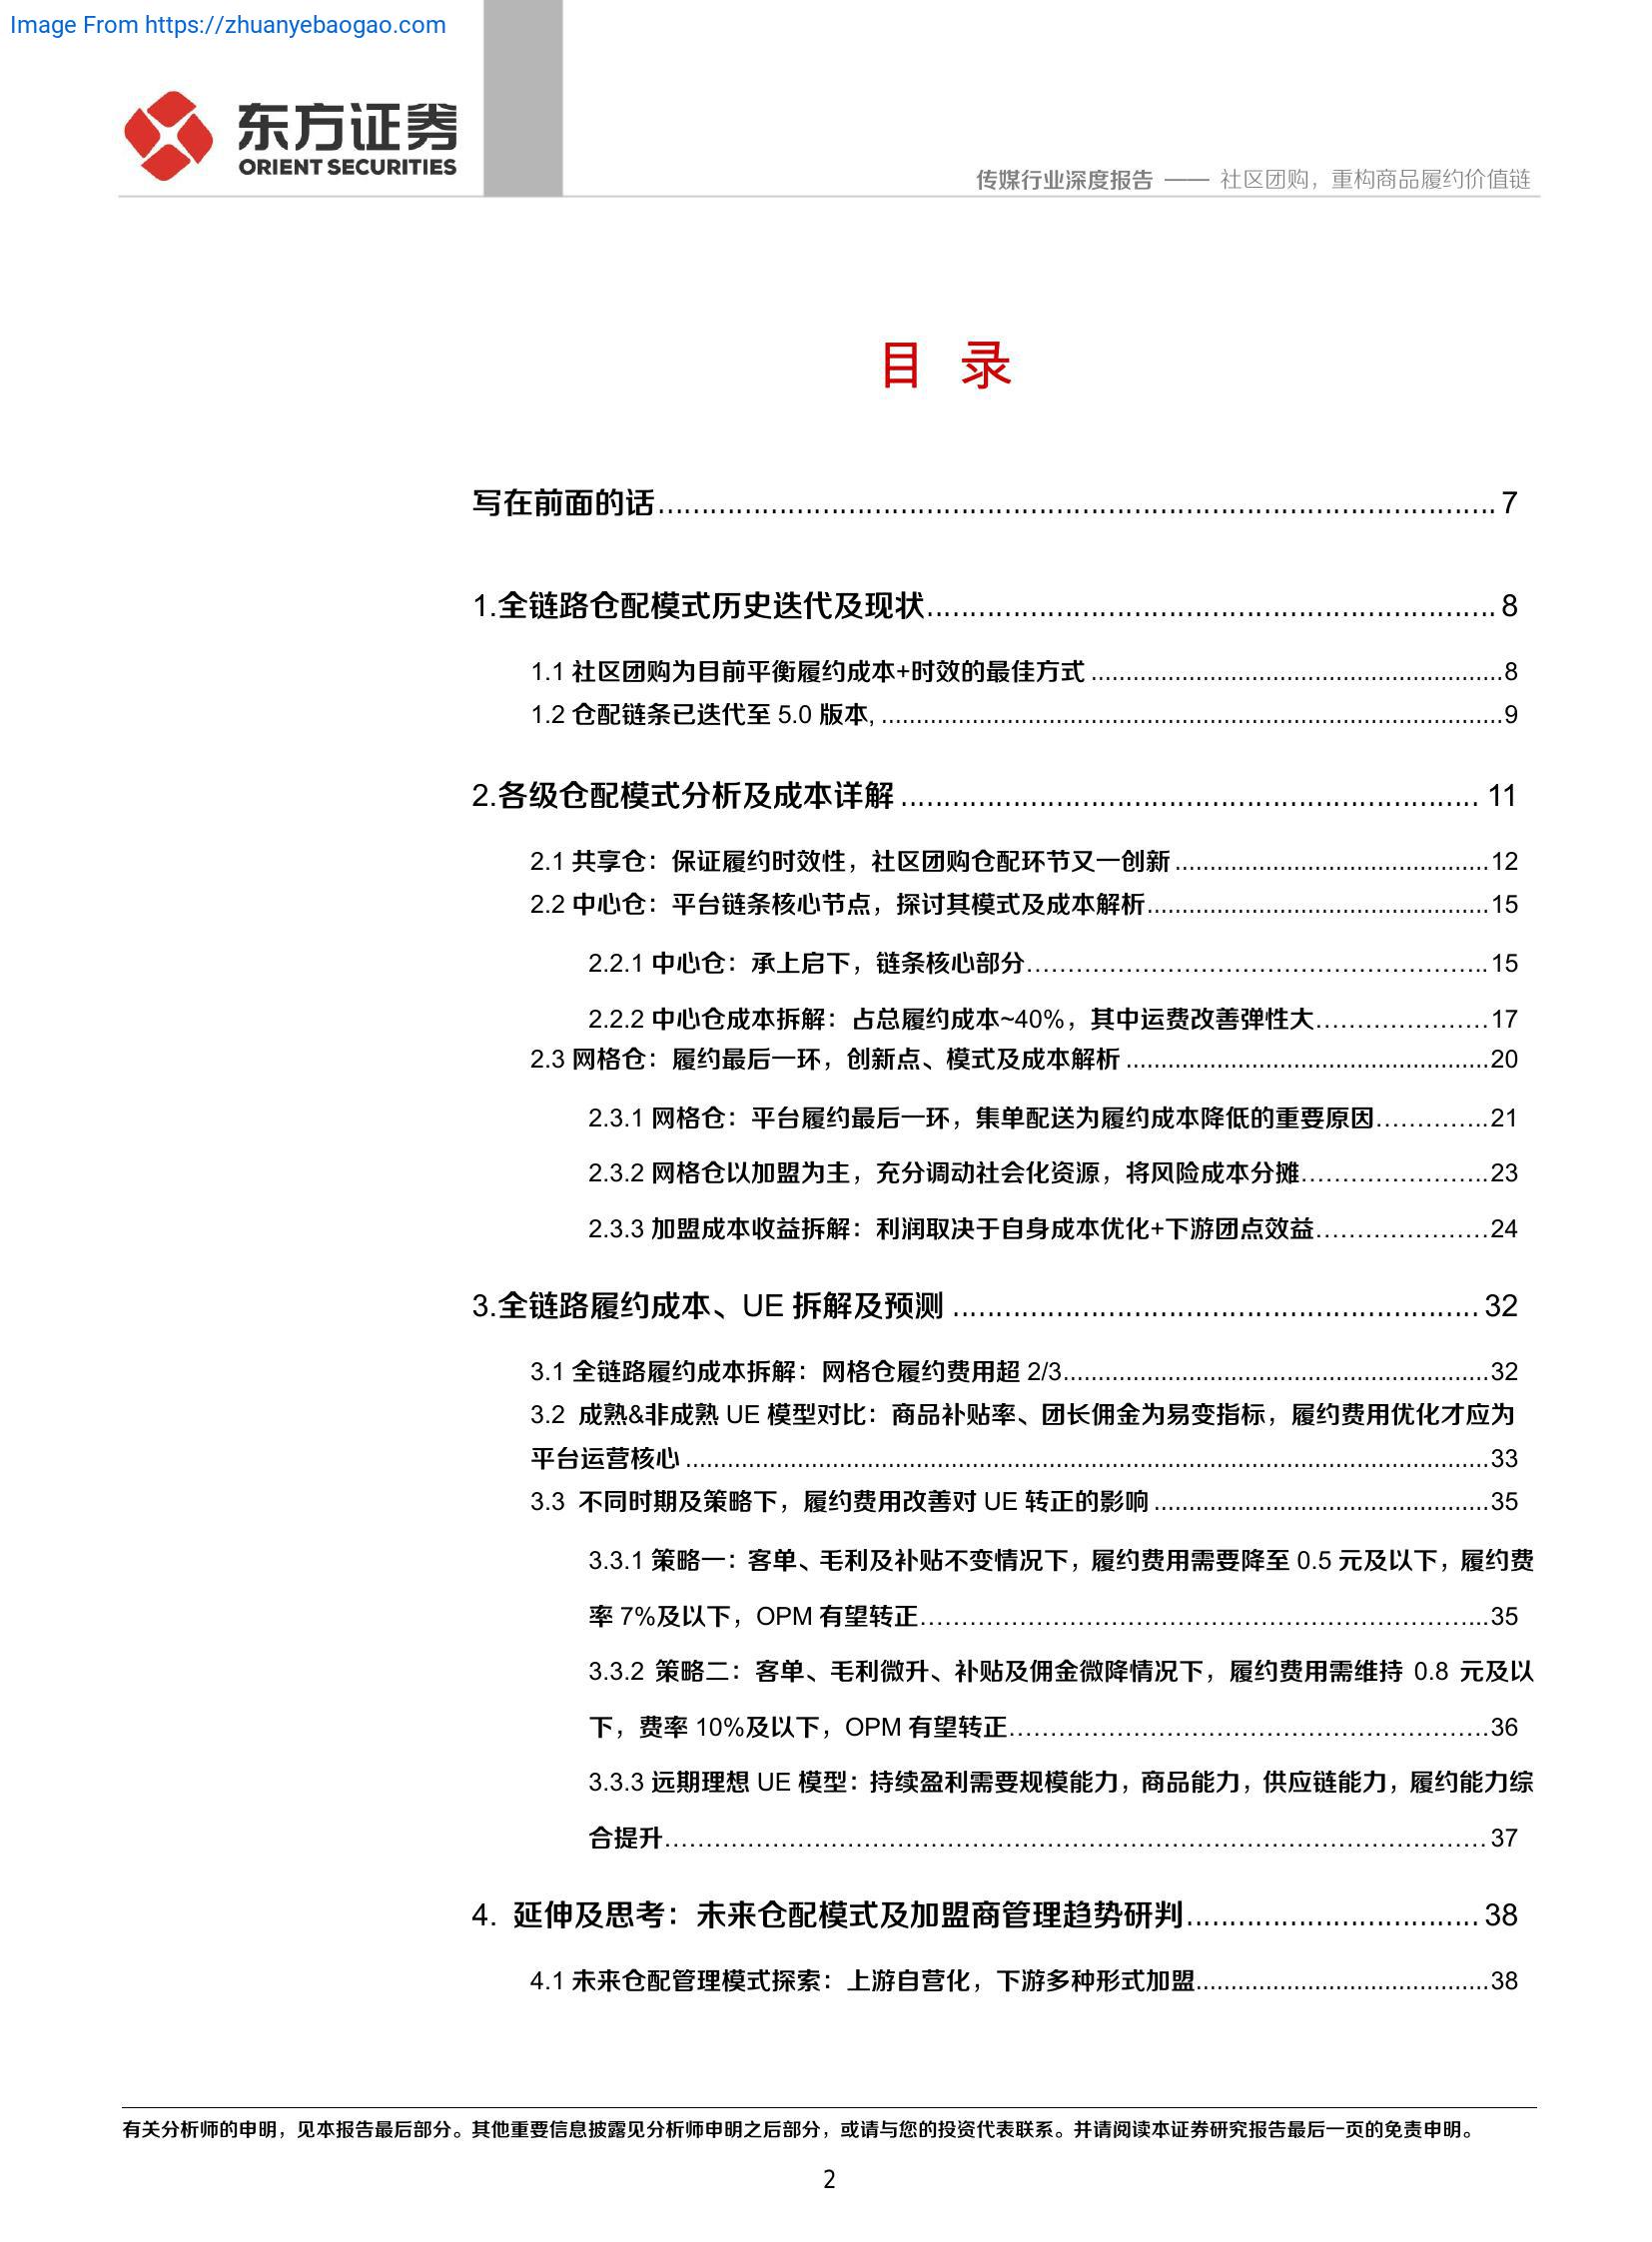 Image From https://zhuanyebaogao.com
东方证券
ORIENT SECURITIES
传媒行业深度报告 —— 社区团购，重构商品履约价值链
目 录
写在前面的话........................................7
1.全链路仓配模式历史迭代及现状........................................8
1.1 社区团购为目前平衡履约成本+时效的最佳方式........................................8
1.2 仓配链条已迭代至 5.0 版本,........................................9
2.各级仓配模式分析及成本详解........................................11
2.1 共享仓：保证履约时效性，社区团购仓配环节又一创新........................................12
2.2 中心仓：平台链条核心节点，探讨其模式及成本解析........................................15
2.2.1 中心仓：承上启下，链条核心部分........................................15
2.2.2 中心仓成本拆解：占总履约成本~40%，其中运费改善弹性大........................................17
2.3 网格仓：履约最后一环，创新点、模式及成本解析........................................20
2.3.1 网格仓：平台履约最后一环，集单配送为履约成本降低的重要原因........................................21
2.3.2 网格仓以加盟为主，充分调动社会化资源，将风险成本分摊........................................23
2.3.3 加盟成本收益拆解：利润取决于自身成本优化+下游团点效益........................................24
3.全链路履约成本、UE 拆解及预测........................................32
3.1 全链路履约成本拆解：网格仓履约费用超 2/3........................................32
3.2 成熟&非成熟 UE 模型对比：商品补贴率、团长佣金为易变指标，履约费用优化才应为
平台运营核心........................................33
3.3 不同时期及策略下，履约费用改善对 UE 转正的影响........................................35
3.3.1 策略一：客单、毛利及补贴不变情况下，履约费用需要降至 0.5 元及以下，履约费
率 7%及以下，OPM 有望转正........................................35
3.3.2 策略二：客单、毛利微升、补贴及佣金微降情况下，履约费用需维持 0.8 元及以
下，费率 10%及以下，OPM 有望转正........................................36
3.3.3 远期理想 UE 模型：持续盈利需要规模能力，商品能力，供应链能力，履约能力综
合提升........................................37
4. 延伸及思考：未来仓配模式及加盟商管理趋势研判........................................38
4.1 未来仓配管理模式探索：上游自营化，下游多种形式加盟........................................38
有关分析师的申明，见本报告最后部分。其他重要信息披露见分析师申明之后部分，或请与您的投资代表联系。并请阅读本证券研究报告最后一页的免责申明。
2